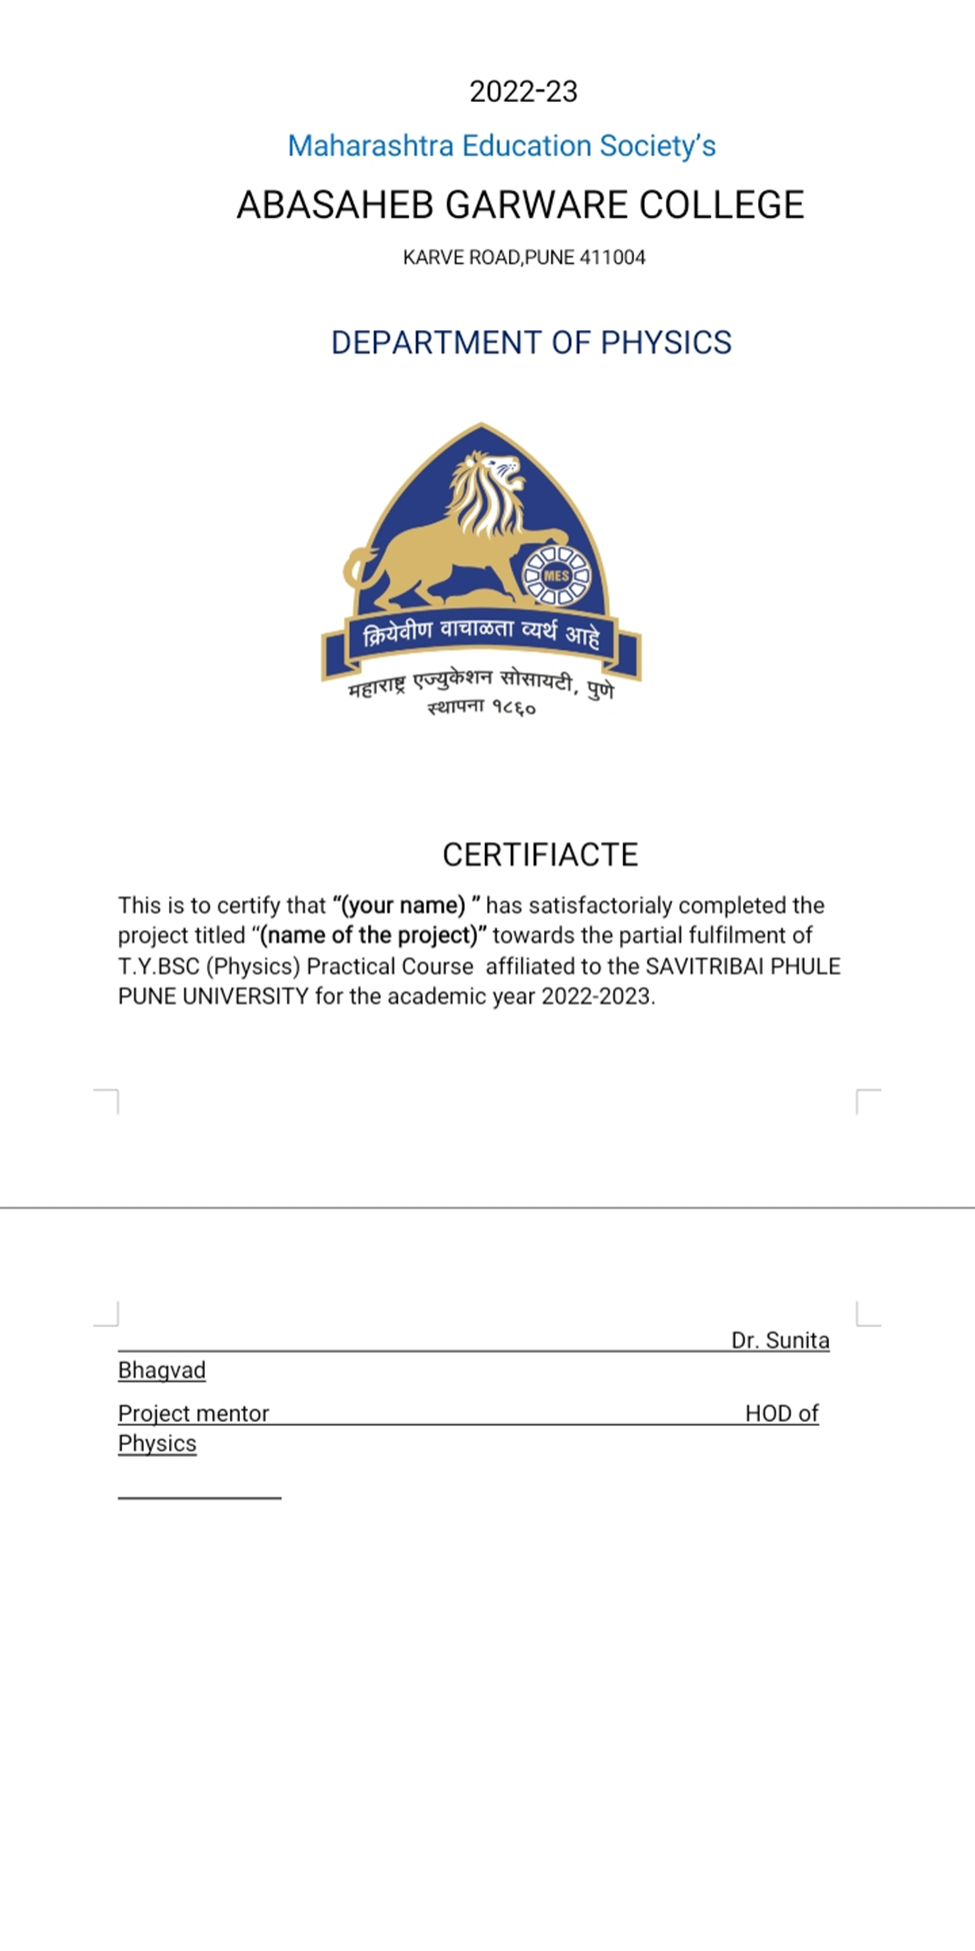 2022-23
Maharashtra Education Society’s
ABASAHEB GARWARE COLLEGE
KARVE ROAD,PUNE 411004
DEPARTMENT OF PHYSICS
MES
क्रियेवीण वाचाळता व्यर्थ आहे
महाराष्ट्र एज्युकेशन सोसायटी, पुणे
स्थापना १८६०
CERTIFIACTE
This is to certify that “(your name) ” has satisfactorialy completed the
project titled “(name of the project)” towards the partial fulfilment of
T.Y.BSC (Physics) Practical Course affiliated to the SAVITRIBAI PHULE
PUNE UNIVERSITY for the academic year 2022-2023.
Dr. Sunita
Bhagvad
Project mentor HOD of
Physics